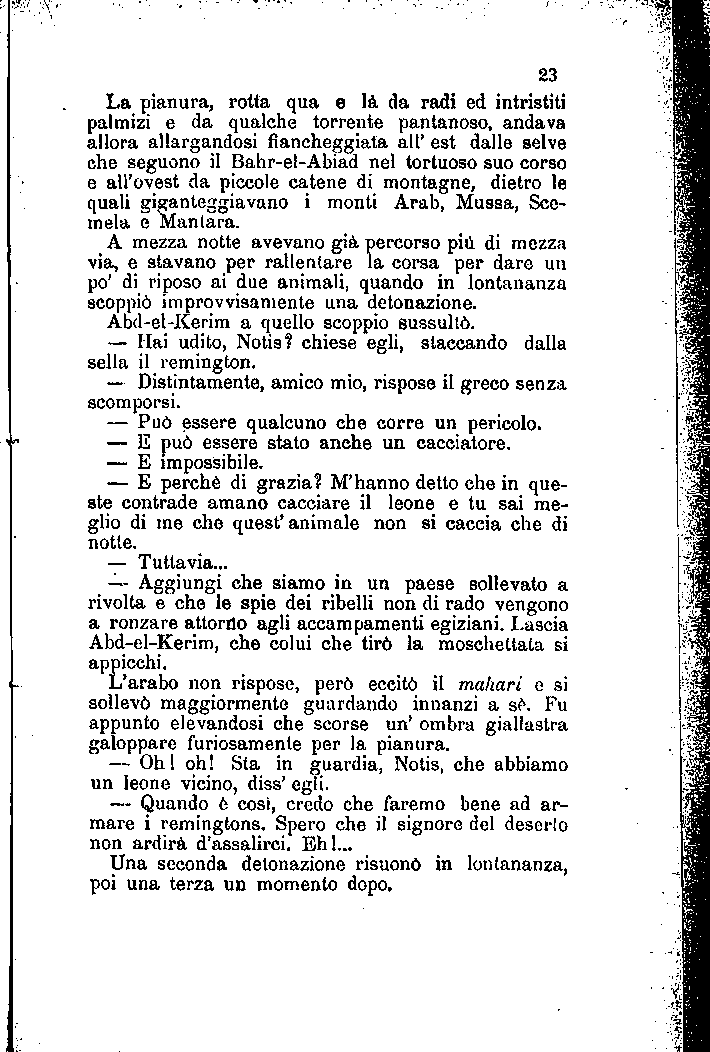 23
La pianura, rotta qua e là da radi ed intristiti
palmizi e da qualche torrente pantanoso, andava
allora allargandosi fiancheggiata all' est dalle selve
che seguono il Bahr-el-Abiad nel tortuoso suo corso
e all'ovest da piccole catene di montagne, dietro le
quali giganteggiavano i monti Arab, Mussa, Sce-
mela e Mantara.
A mezza notte avevano già percorso più di mezza
via, e stavano per rallentare la corsa per dare un
po' di riposo ai due animali, quando in lontananza
scoppiò improvvisamente una detonazione.
Abd-el-Kerim a quello scoppio sussultò.
— Hai udito, Notis? chiese egli, staccando dalla
sella il remington.
— Distintamente, amico mio, rispose il greco senza
scomporsi.
— Può essere qualcuno che corre un pericolo.
— E può essere stato anche un cacciatore.
— E impossibile.
— E perchè di grazia? M'hanno detto che in que-
ste contrade amano cacciare il leone e tu sai me-
glio di me che quest' animale non si caccia che di
notte.
— Tuttavia...
— Aggiungi che siamo in un paese sollevato a
rivolta e che le spie dei ribelli non di rado vengono
a ronzare attorno agli accampamenti egiziani. Lascia
Abd-el-Kerim, che colui che tirò la moschettata si
appicchi.
L'arabo non rispose, però eccitò il mahari e si
sollevò maggiormente guardando innanzi a sè. Fu
appunto elevandosi che scorse un' ombra giallastra
galoppare furiosamente per la pianura.
— Oh! oh! Sta in guardia, Notis, che abbiamo
un leone vicino, diss' egli.
— Quando è così, credo che faremo bene ad ar-
mare i remingtons. Spero che il signore del deserto
non ardirà d'assalirci. Eh!...
Una seconda detonazione risuonò in lontananza,
poi una terza un momento dopo.